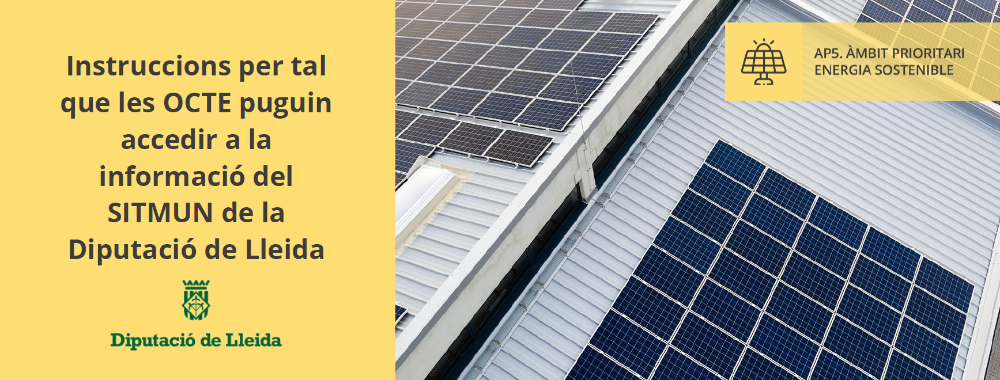 Instruccions per tal
que les OCTE puguin
accedir a la
informació del
SITMUN de la
Diputació de Lleida
Diputació de Lleida
AP5. ÀMBIT PRIORITARI
ENERGIA SOSTENIBLE